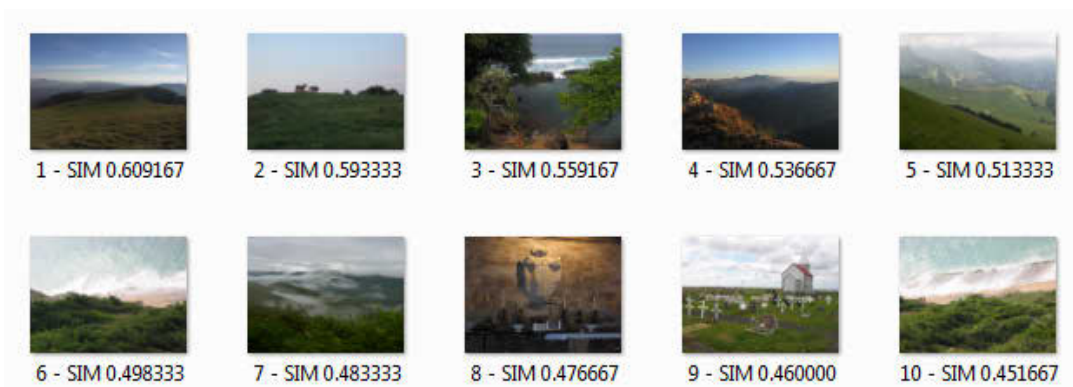 1 - SIM 0.609167
2 - SIM 0.593333
3 - SIM 0.559167
4 - SIM 0.536667
5 - SIM 0.513333
6 - SIM 0.498333
7 - SIM 0.483333
8 - SIM 0.476667
9 - SIM 0.460000
10 - SIM 0.451667